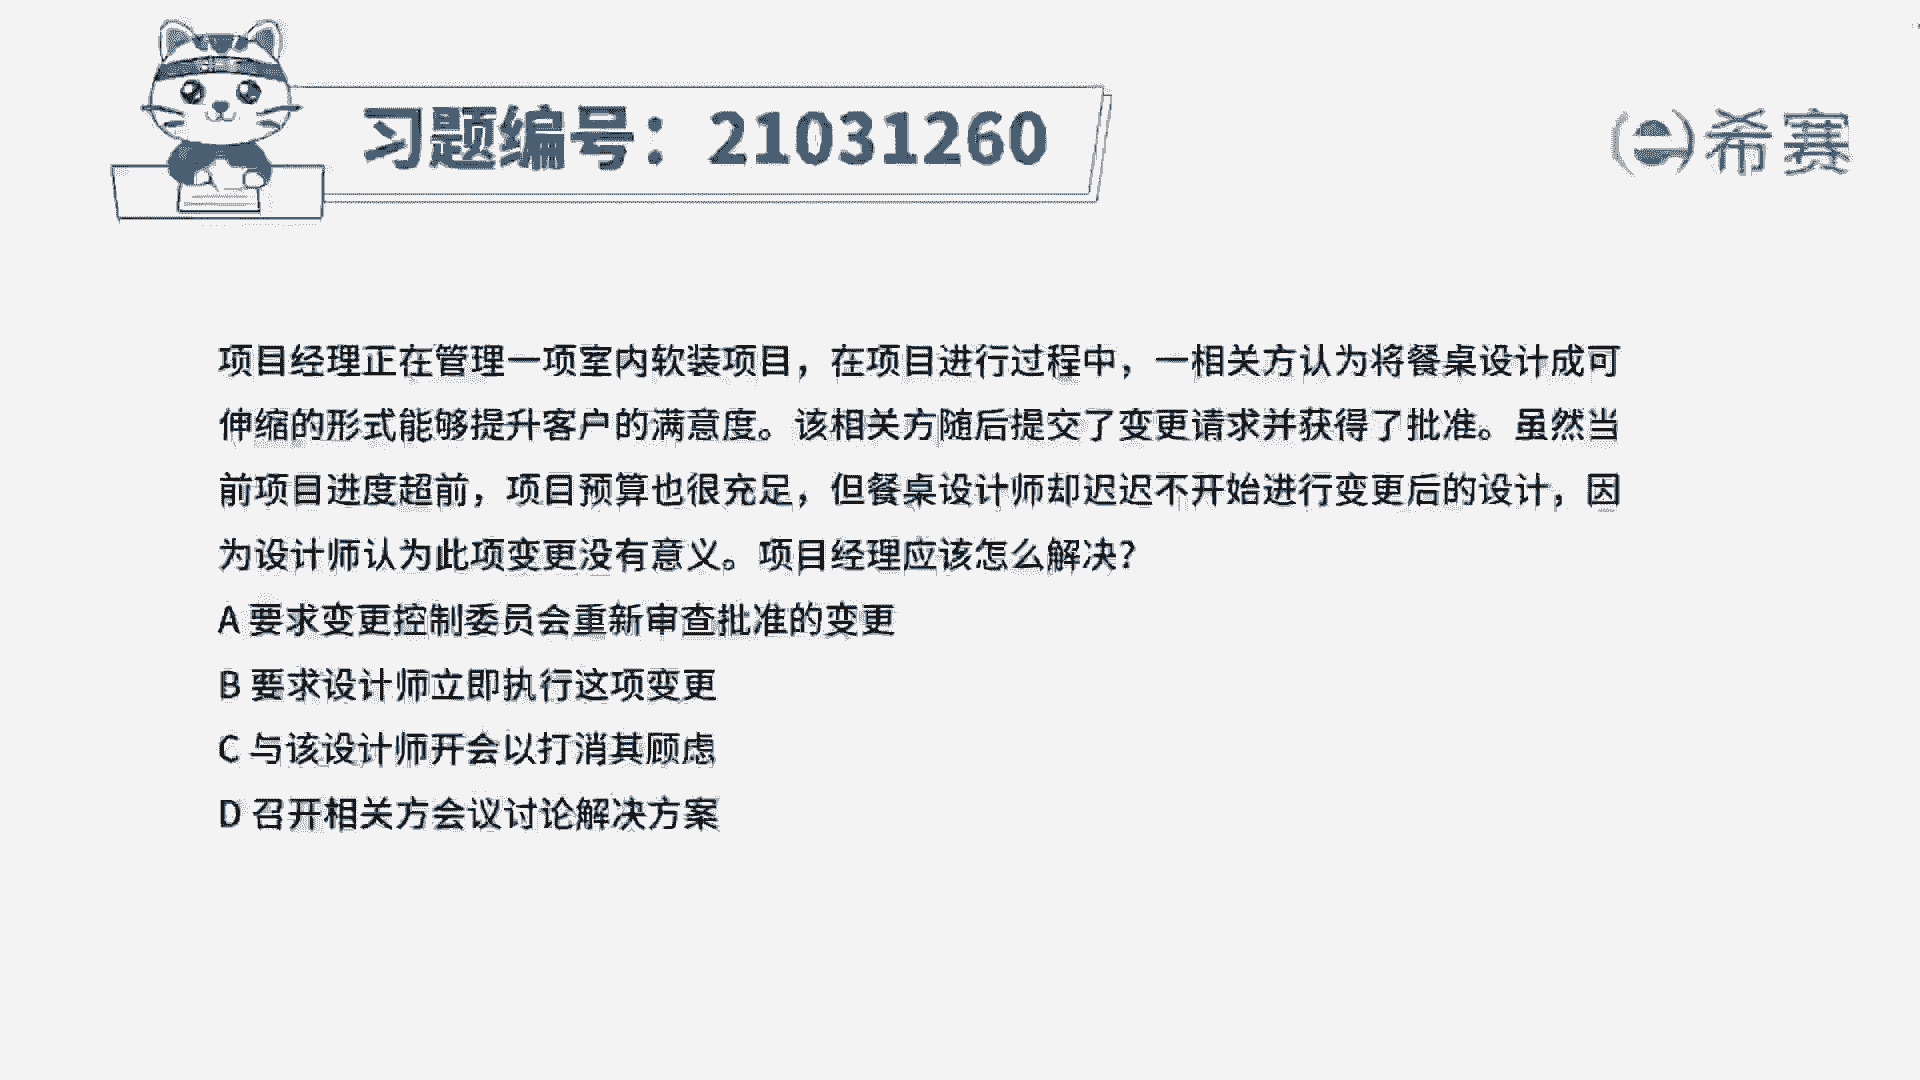 习题编号：21031260
希赛
项目经理正在管理一项室内软装项目，在项目进行过程中，一相关方认为将餐桌设计成可
伸缩的形式能够提升客户的满意度。该相关方随后提交了变更请求并获得了批准。虽然当
前项目进度超前，项目预算也很充足，但餐桌设计师却迟迟不开始进行变更后的设计，因
为设计师认为此项变更没有意义。项目经理应该怎么解决？
A 要求变更控制委员会重新审查批准的变更
B 要求设计师立即执行这项变更
C 与该设计师开会以打消其顾虑
D 召开相关方会议讨论解决方案